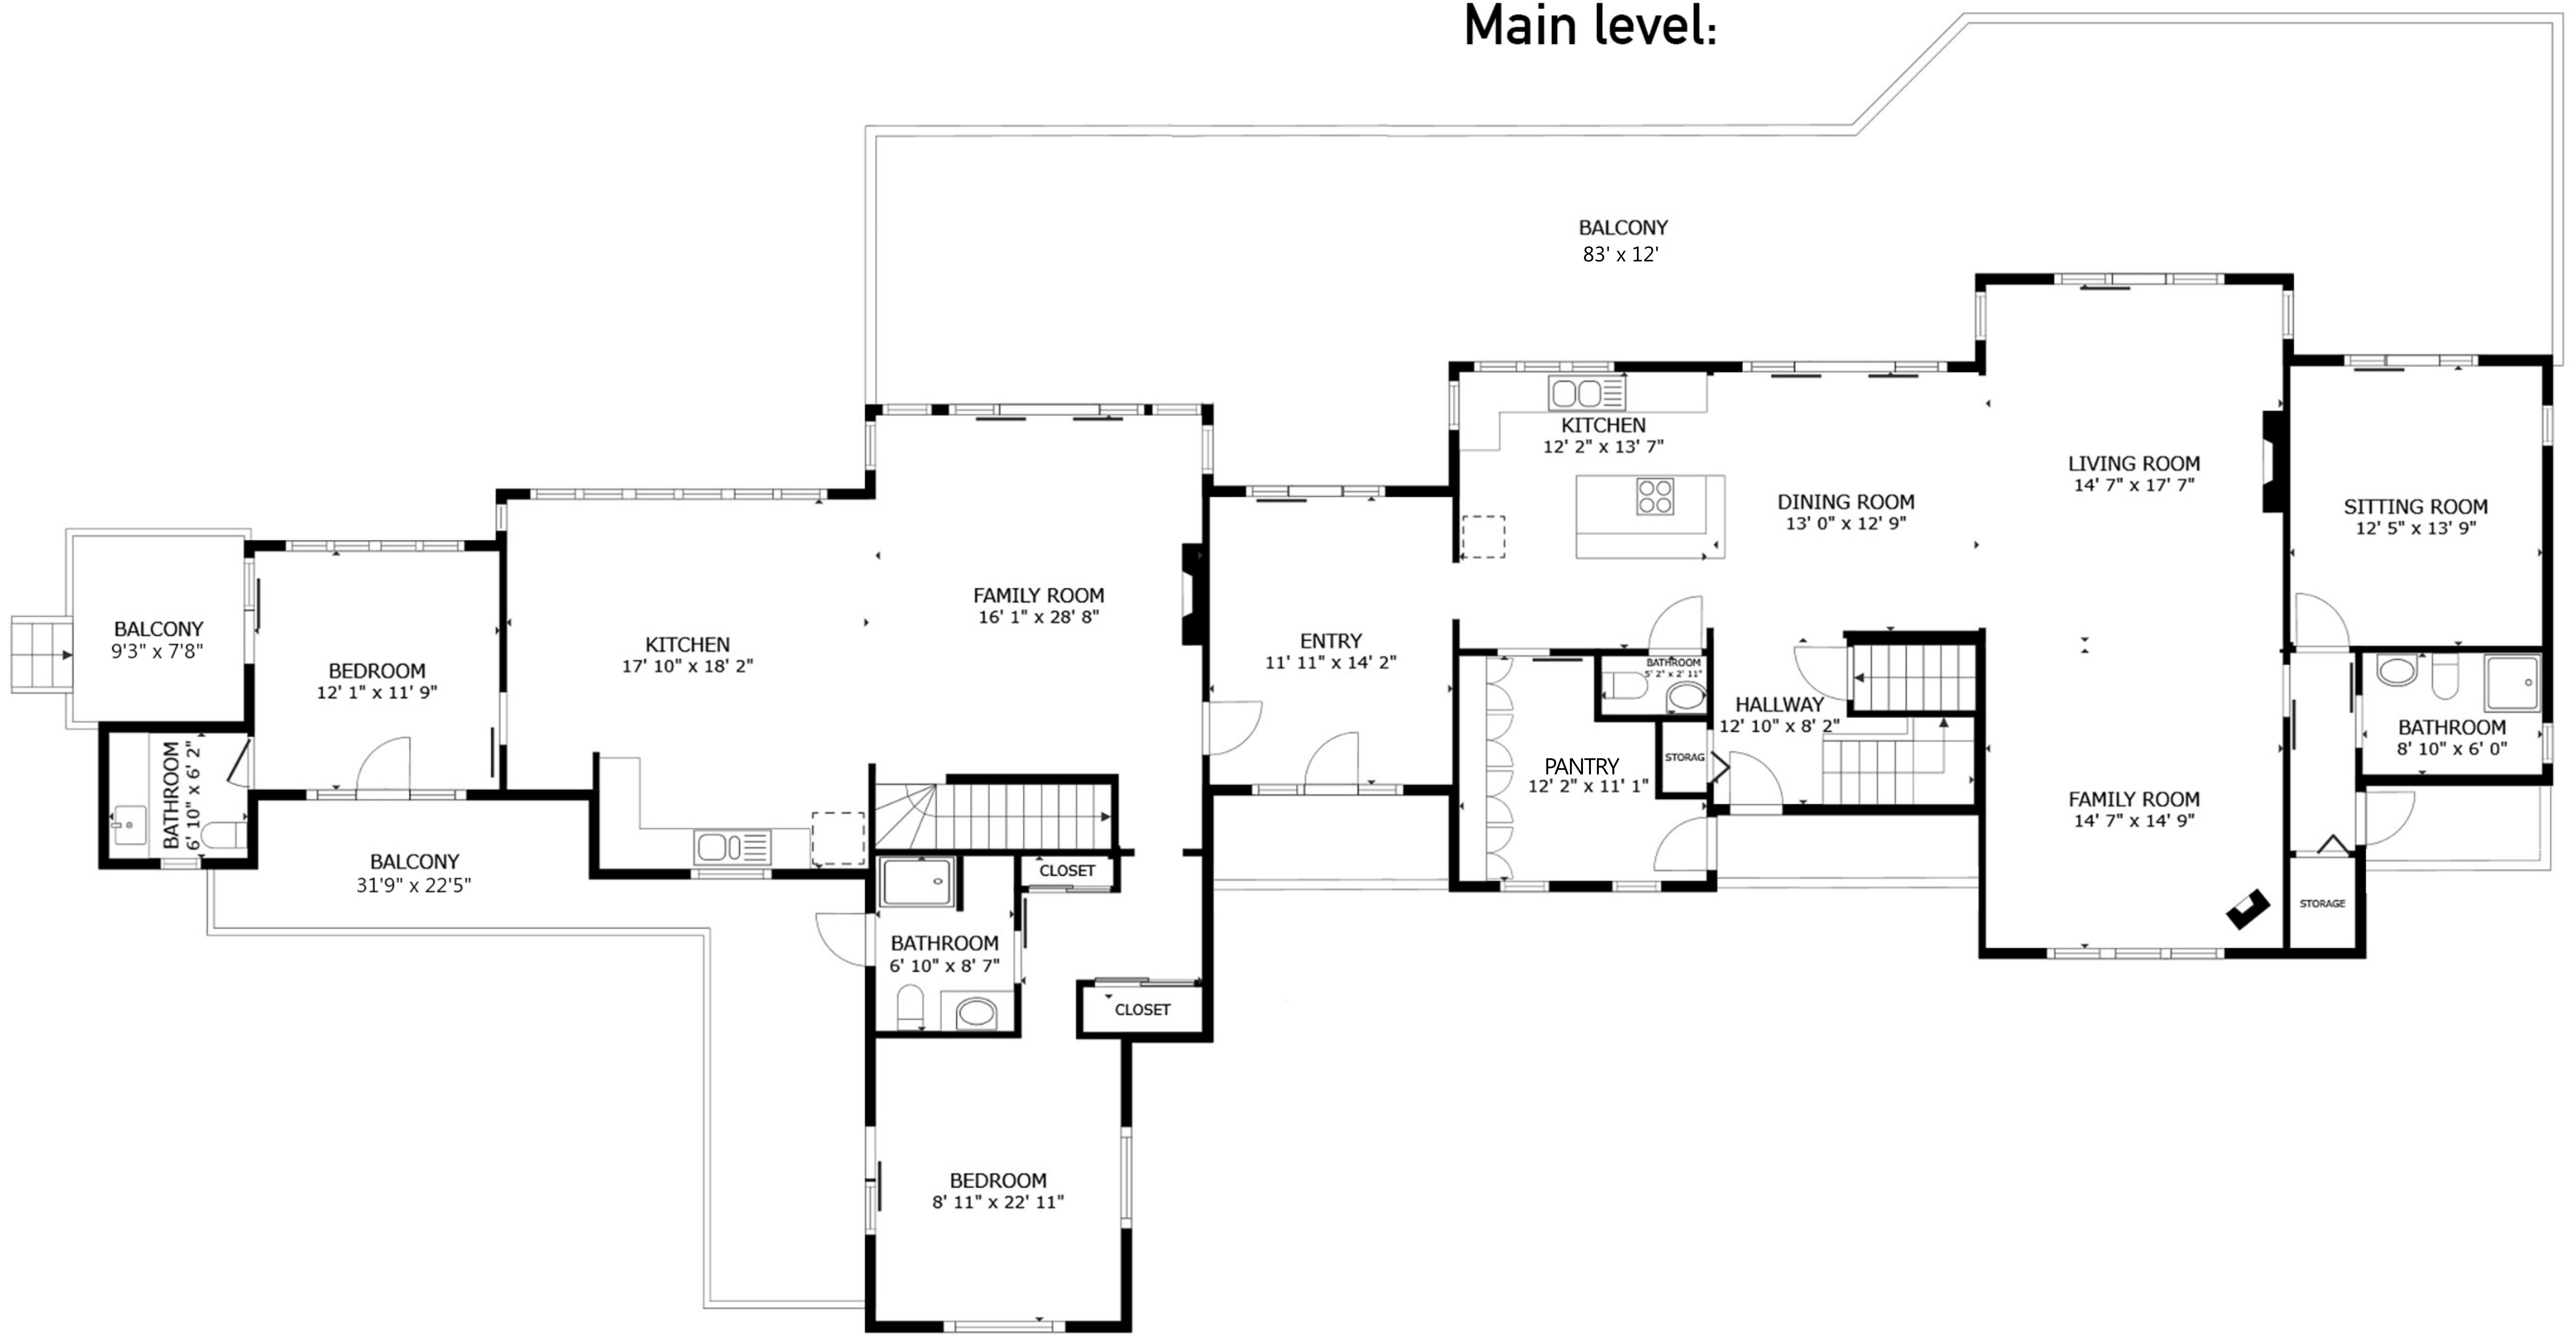 Main level:
BALCONY
83' x 12'
KITCHEN
12' 2" x 13' 7"
LIVING ROOM
14' 7" x 17' 7"
DINING ROOM
13' 0" x 12' 9"
SITTING ROOM
12' 5" x 13' 9"
FAMILY ROOM
16' 1" x 28' 8"
BALCONY
9'3" x 7'8"
KITCHEN
17' 10" x 18' 2"
ENTRY
11' 11" x 14' 2"
BEDROOM
12' 1" x 11' 9"
BATHROOM
5' 2" x 2' 11"
HALLWAY
12' 10" x 8' 2"
BATHROOM
8' 10" x 6' 0"
STORAG
PANTRY
12' 2" x 11' 1"
BATHROOM
6' 10" x 6' 2"
FAMILY ROOM
14' 7" x 14' 9"
BALCONY
31'9" x 22'5"
CLOSET
STORAGE
BATHROOM
6' 10" x 8' 7"
CLOSET
BEDROOM
8' 11" x 22' 11"